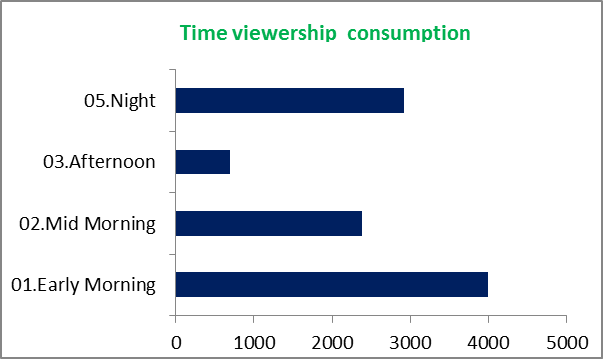 Time viewership consumption
05.Night
03.Afternoon
02.Mid Morning
01.Early Morning
0 1000 2000 3000 4000 5000